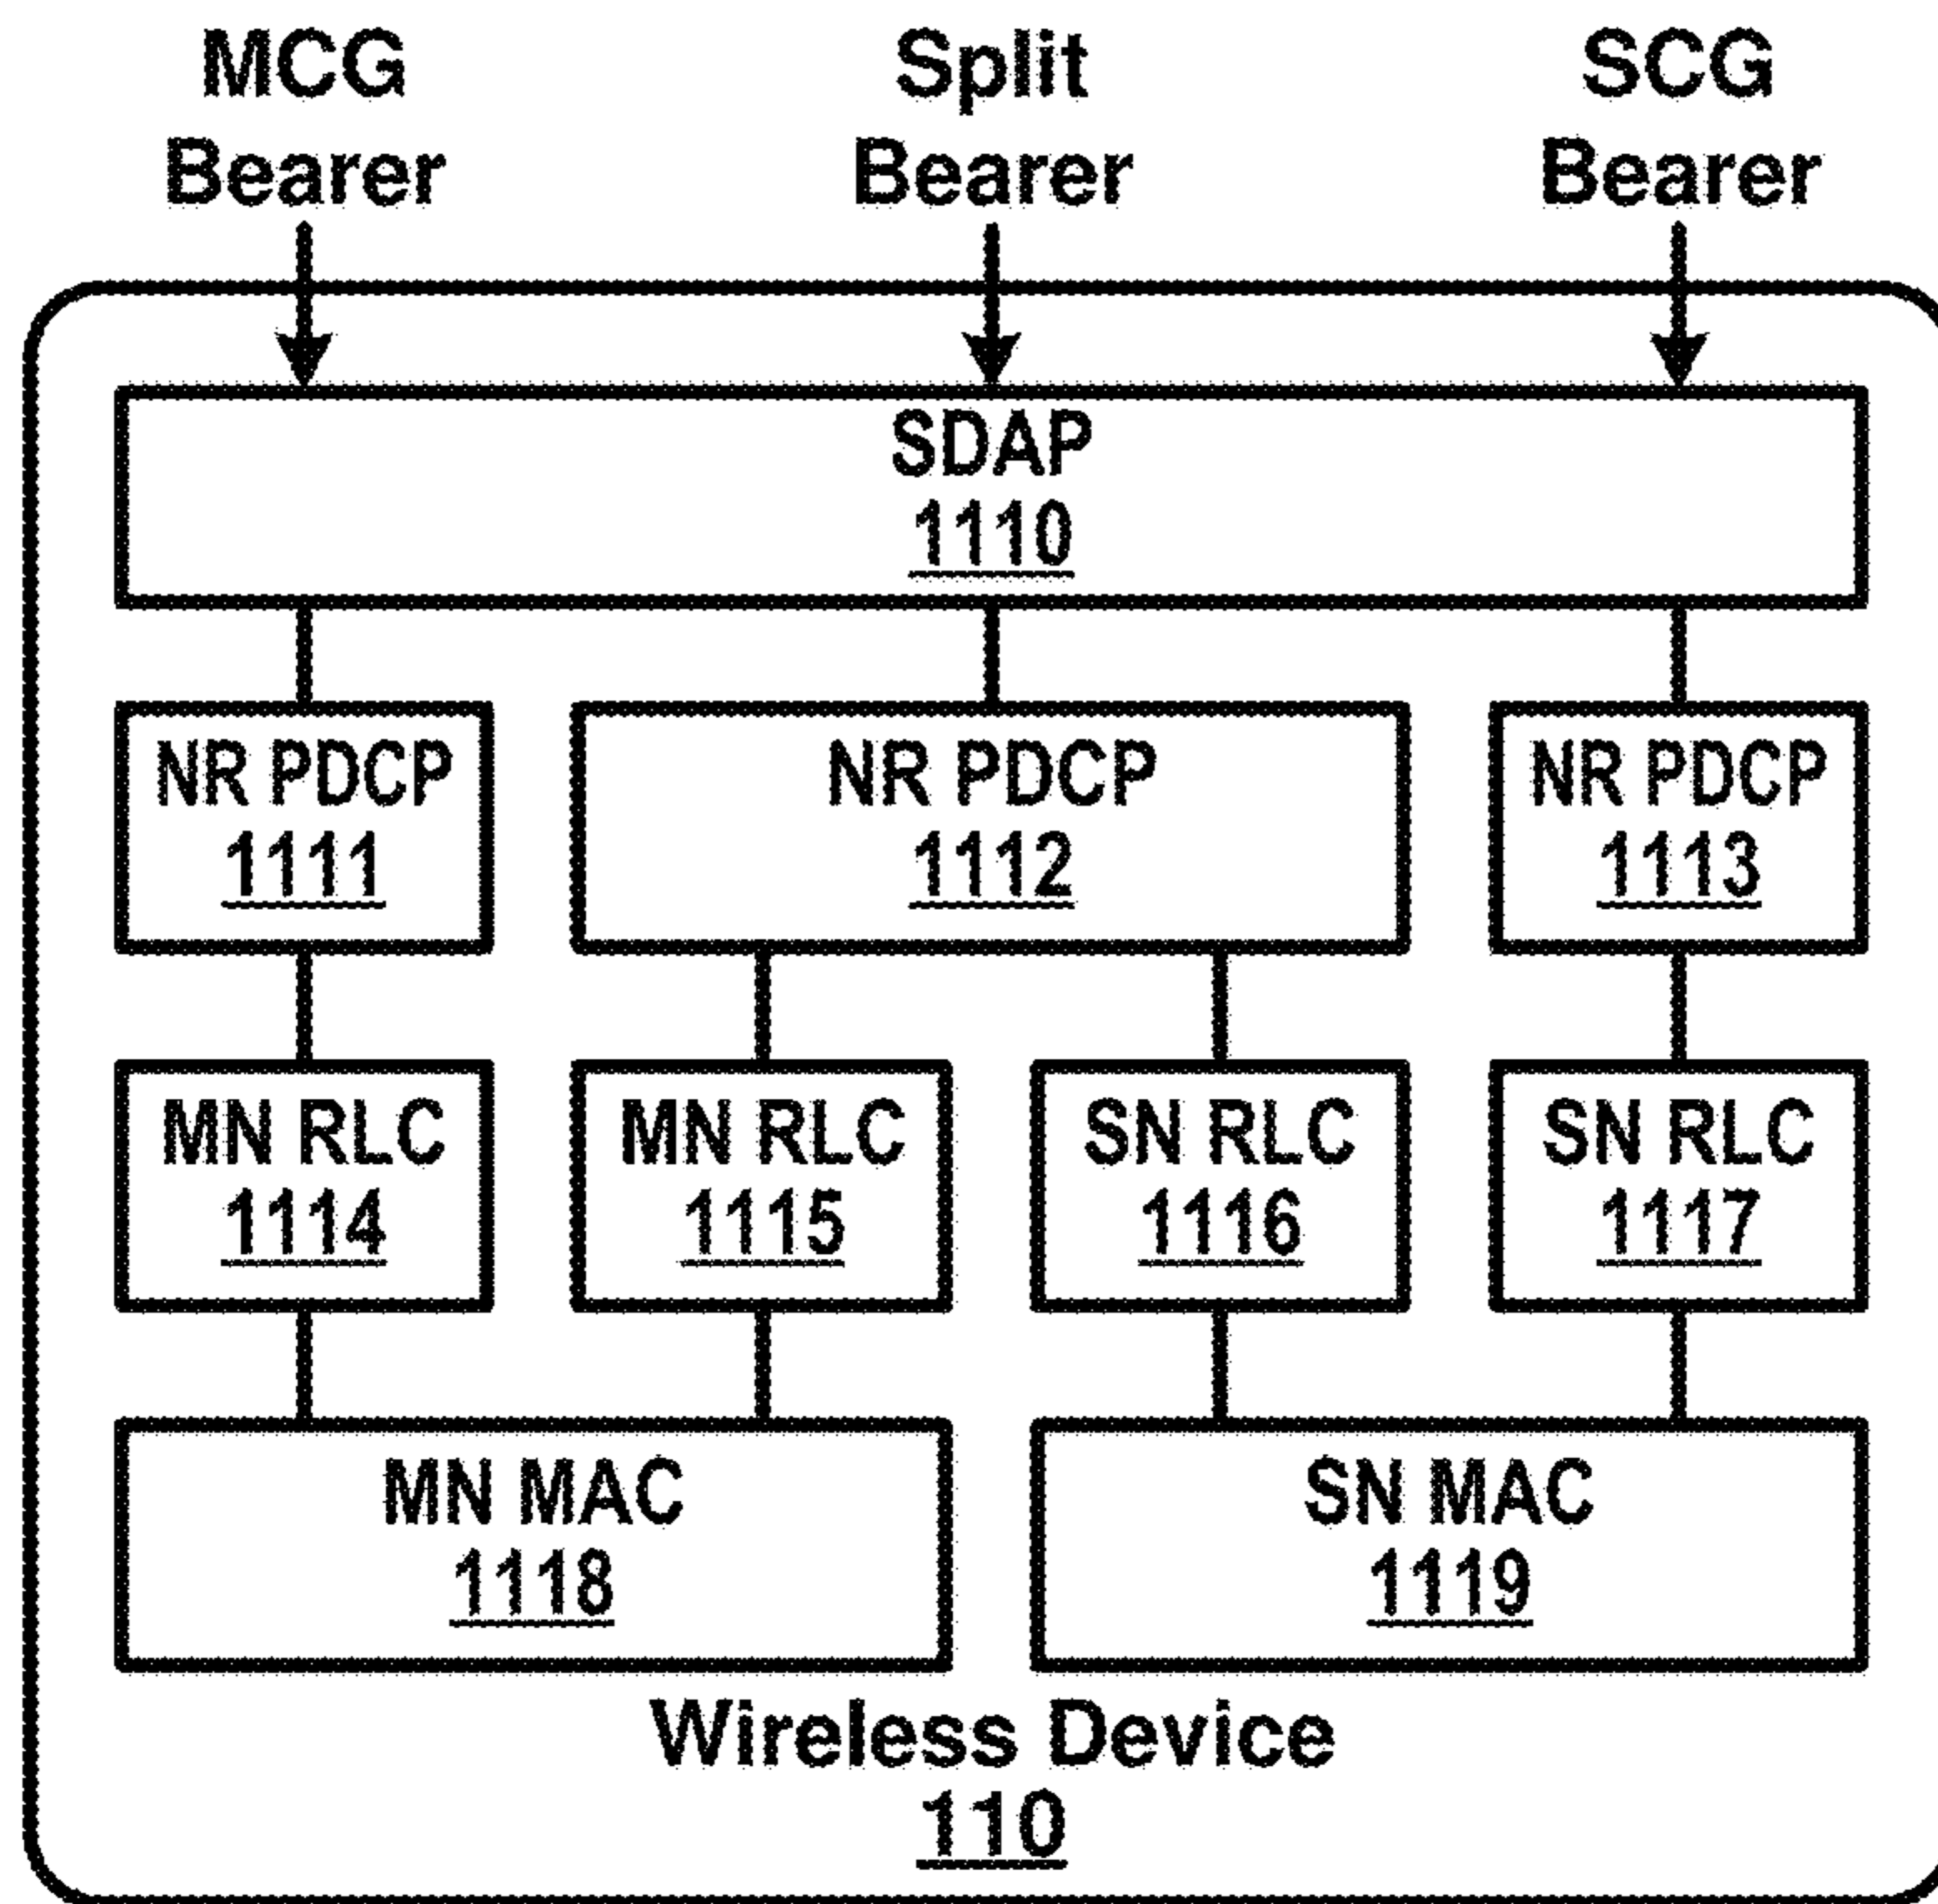 MCG
Bearer
Split
Bearer
SCG
Bearer
SDAP
1110
NR PDCP
1111
NR PDCP
1112
NR PDCP
1113
MN RLC
1114
MN RLC
1115
SN RLC
1116
SN RLC
1117
MN MAC
1118
SN MAC
1119
Wireless Device
110